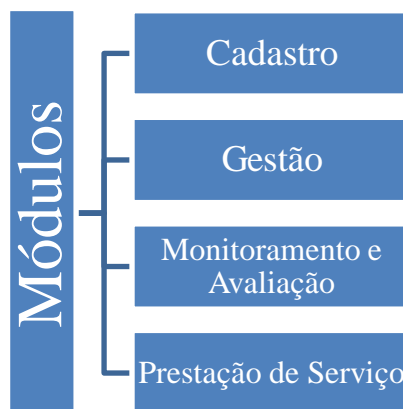 Módulos
Cadastro
Gestão
Monitoramento e
Avaliação
Prestação de Serviço